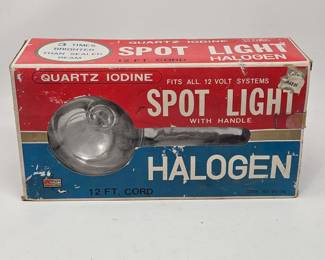 3 TIMES
BRIGHTER
THAN SEALED
BEAM
QUARTZ IODINE
SPOT LIGHT
HALOGEN
12 FT. CORD
QUARTZ IODINE
FITS ALL 12 VOLT SYSTEMS
SPOT LIGHT
WITH HANDLE
HALOGEN
12 FT. CORD